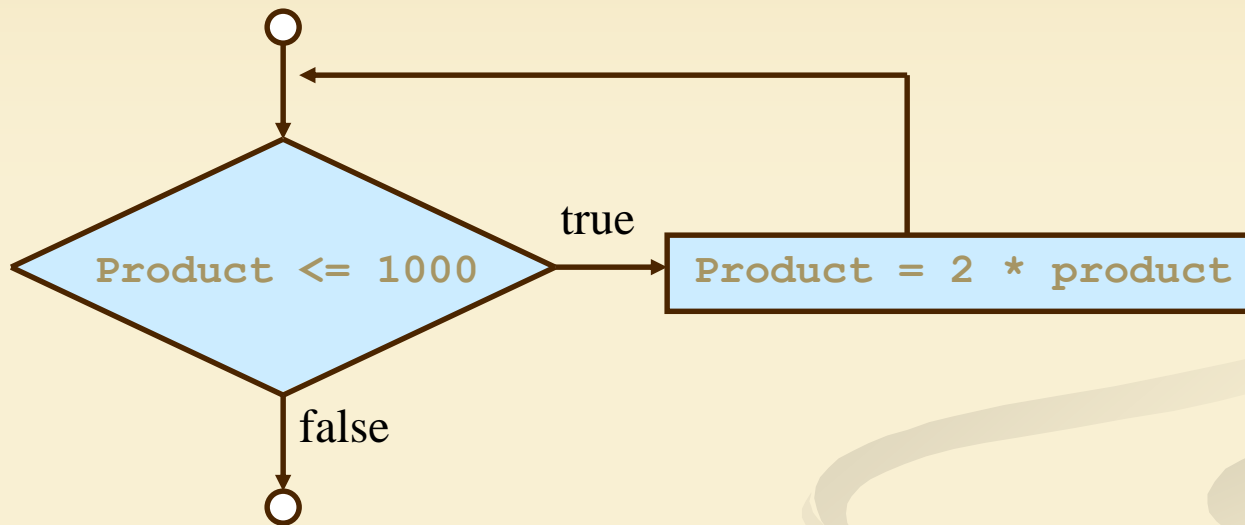 true
Product <= 1000
Product = 2 * product
false